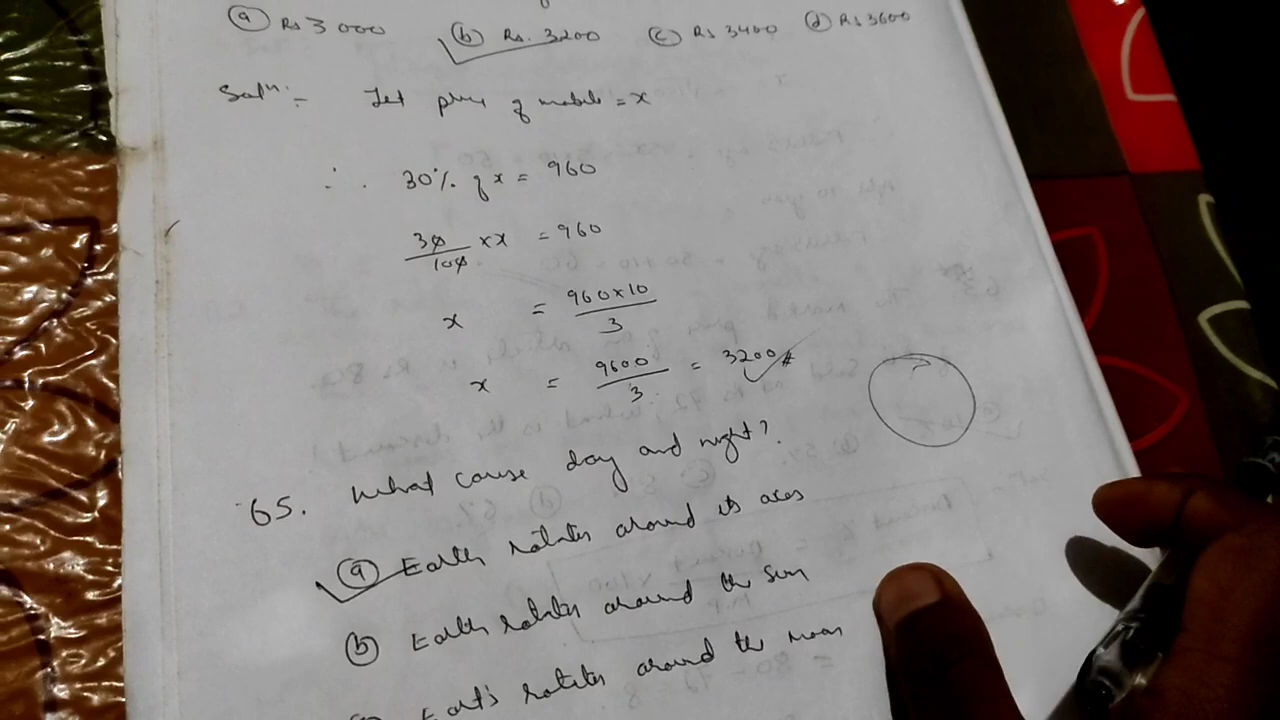 (a) Rs 3000 (b) Rs. 3200 (c) Rs 3400 (d) Rs 3600
Solⁿ:- Let price of mobile = x
∴ 30% of x = 960
30/100 × x = 960
x = 960×10/3
x = 9600/3 = 3200
65. What cause day and night?
(a) Earth rotates around its axes
(b) Earth rotates around the sun
Earth's rotates around the moon